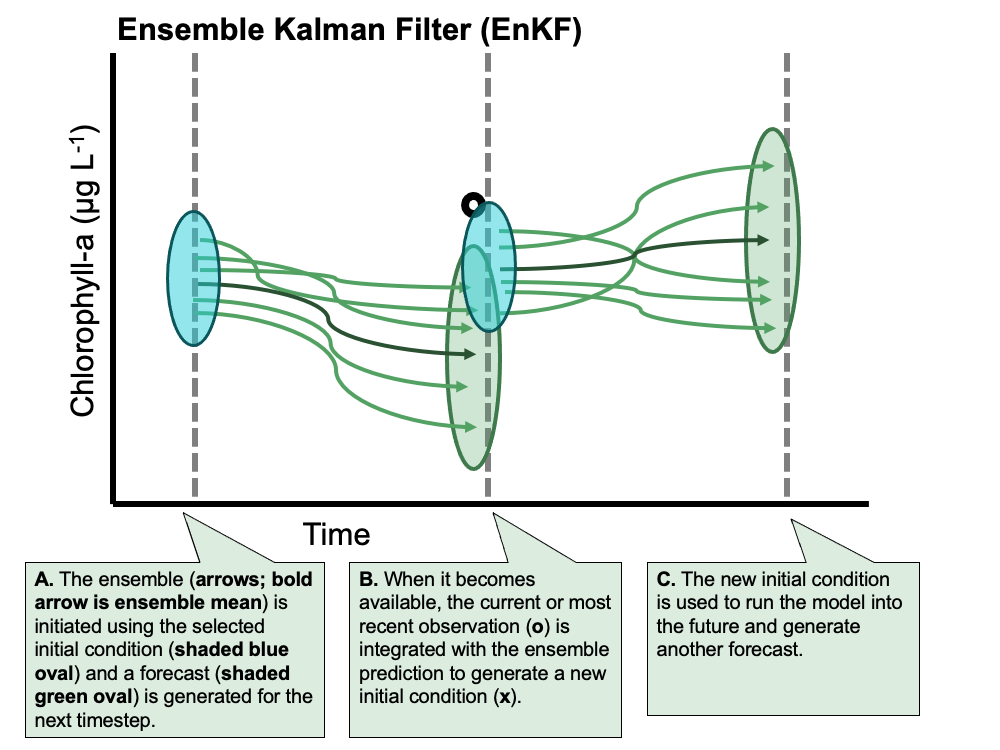 Ensemble Kalman Filter (EnKF)
Chlorophyll-a (µg L⁻¹)
Time
A. The ensemble (arrows; bold
arrow is ensemble mean) is
initiated using the selected
initial condition (shaded blue
oval) and a forecast (shaded
green oval) is generated for the
next timestep.
B. When it becomes
available, the current or most
recent observation (o) is
integrated with the ensemble
prediction to generate a new
initial condition (x).
C. The new initial condition
is used to run the model into
the future and generate
another forecast.